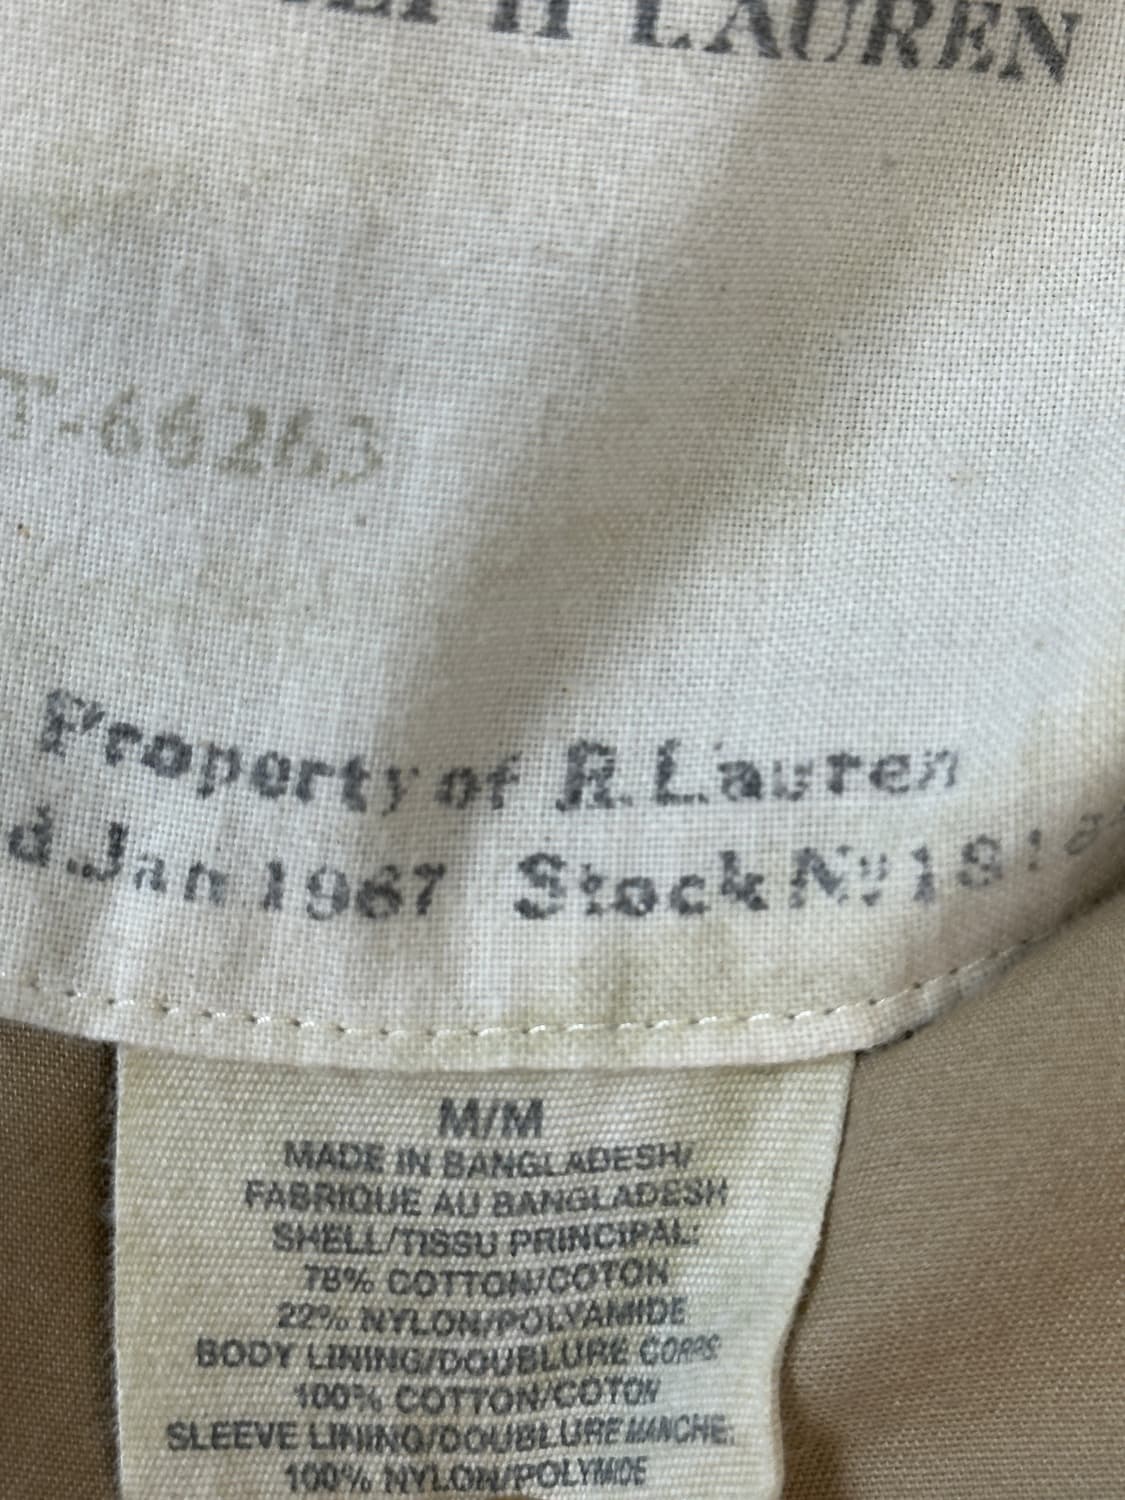 LPH LAUREN
T-66263
Property of R. Lauren
d. Jan 1967 Stock Nº 181
M/M
MADE IN BANGLADESH/
FABRIQUE AU BANGLADESH
SHELL/TISSU PRINCIPAL:
78% COTTON/COTON
22% NYLON/POLYAMIDE
BODY LINING/DOUBLURE CORPS
100% COTTON/COTON
SLEEVE LINING/DOUBLURE MANCHE:
100% NYLON/POLYMIDE